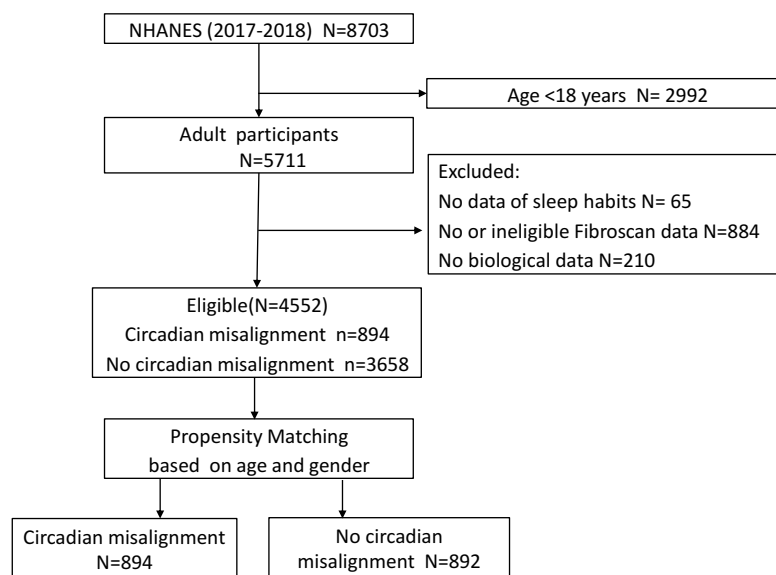 NHANES (2017-2018) N=8703
Age <18 years N= 2992
Adult participants
N=5711
Excluded:
No data of sleep habits N= 65
No or ineligible Fibroscan data N=884
No biological data N=210
Eligible(N=4552)
Circadian misalignment n=894
No circadian misalignment n=3658
Propensity Matching
based on age and gender
Circadian misalignment
N=894
No circadian
misalignment N=892